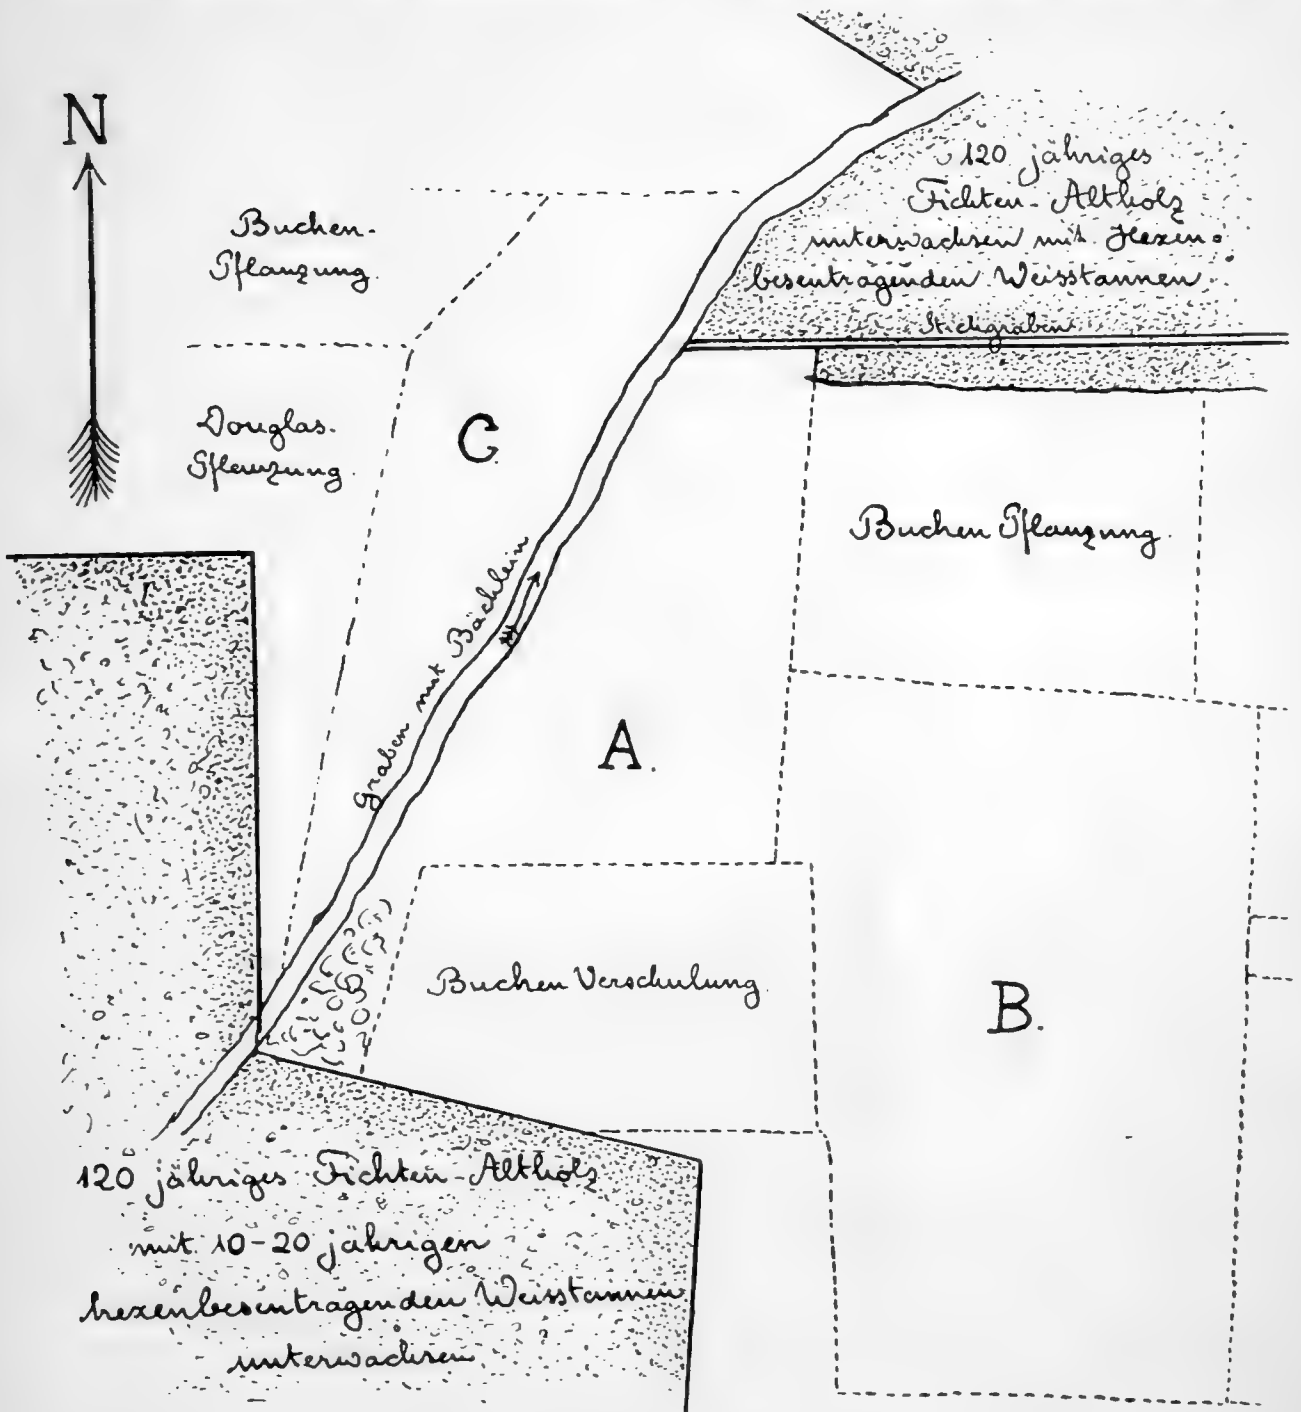 N
120 jähriges
Fichten-Altholz
unterwachsen mit Hexen-
besentragenden Weisstannen
Stichgraben
Buchen-
Pflanzung.
Douglas-
Pflanzung.
C.
Buchen Pflanzung.
Graben mit Bächlein
A.
Buchen Verschulung.
B.
120 jähriges Fichten-Altholz
mit 10-20 jährigen
hexenbesentragenden Weisstannen
unterwachsen.